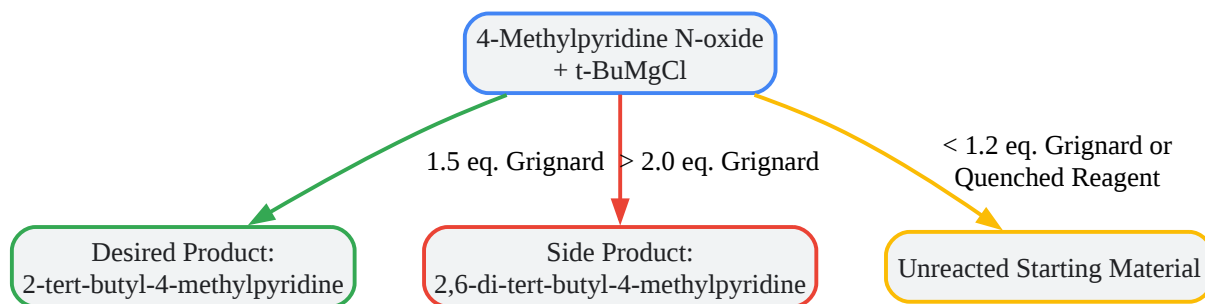 4-Methylpyridine N-oxide
+ t-BuMgCl
1.5 eq. Grignard
> 2.0 eq. Grignard
< 1.2 eq. Grignard or
Quenched Reagent
Desired Product:
2-tert-butyl-4-methylpyridine
Side Product:
2,6-di-tert-butyl-4-methylpyridine
Unreacted Starting Material